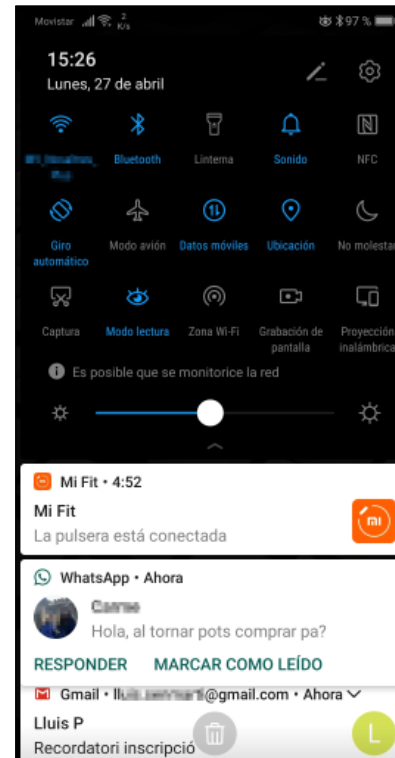 Movistar 2 K/s 97 %
15:26
Lunes, 27 de abril
Bluetooth Linterna Sonido NFC
Giro automático Modo avión Datos móviles Ubicación No molestar
Captura Modo lectura Zona Wi-Fi Grabación de pantalla Proyección inalámbrica
Es posible que se monitorice la red
Mi Fit • 4:52
Mi Fit
La pulsera está conectada
WhatsApp • Ahora
Hola, al tornar pots comprar pa?
RESPONDER MARCAR COMO LEÍDO
Gmail • @gmail.com • Ahora
Lluis P
L
Recordatori inscripció